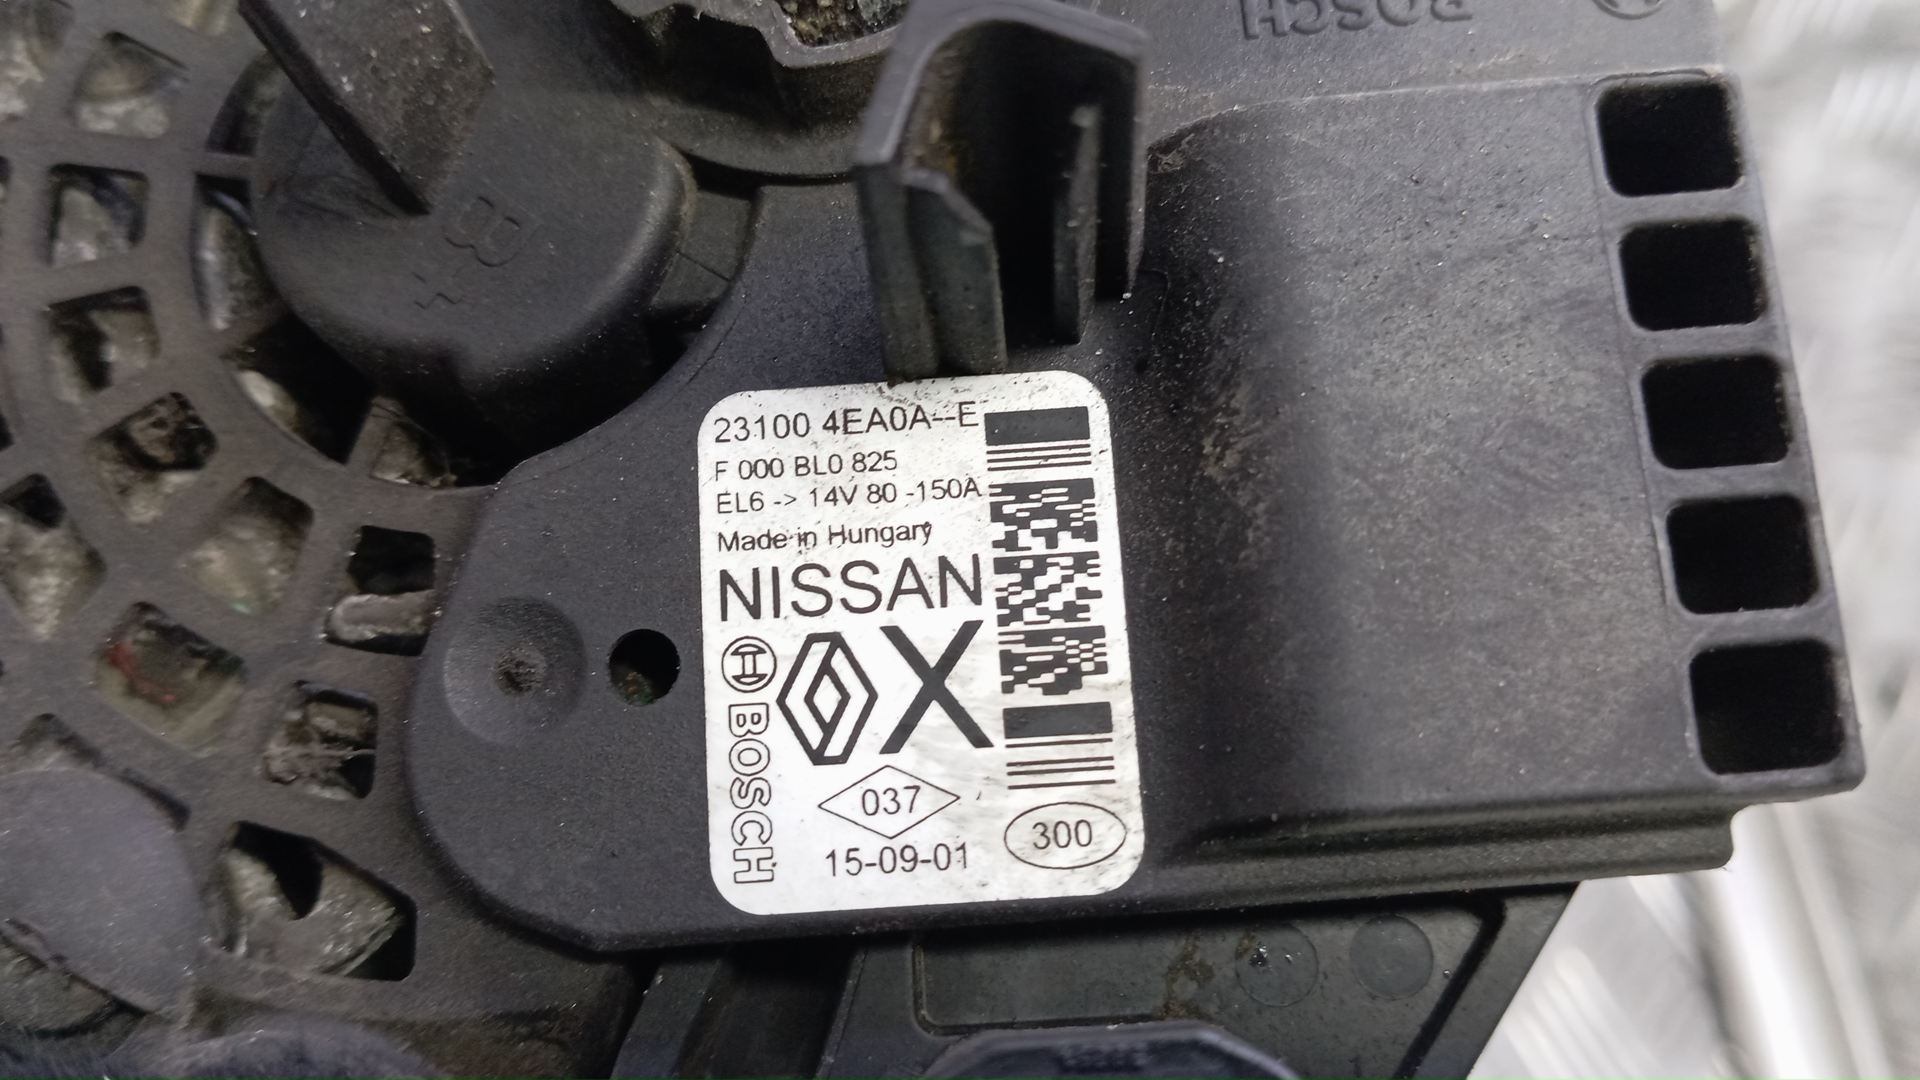 BOSCH
B+
23100 4EA0A--E
F 000 BL0 825
EL6 -> 14V 80 -150A
Made in Hungary
NISSAN
X
BOSCH
037
300
15-09-01